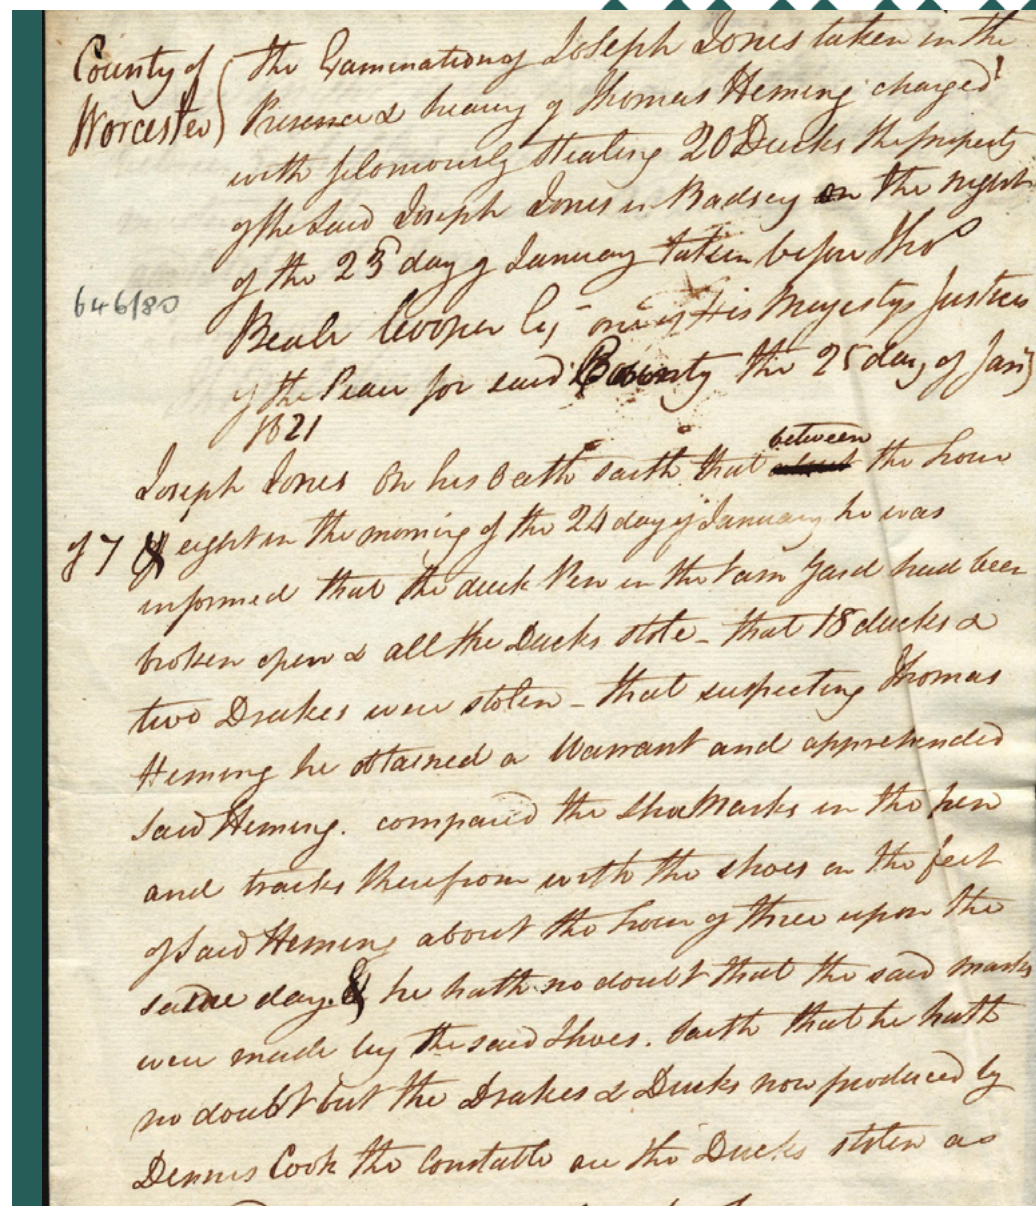 County of
Worcester
the Examination of Joseph Jones taken in the
Presence & hearing of Thomas Heming charged
with feloniously Stealing 20 Ducks the property
of the said Joseph Jones in Badsey on the night
of the 23 day of January taken before Thos
Beale Cooper Esq one of His Majestys Justices
of the Peace for said County the 25 day of Jany
1821
646/80
Joseph Jones On his Oath saith that between the hour
of 7 & eight in the morning of the 24 day of January he was
informed that the duck Pen in the Farm Yard had been
broken open & all the Ducks stole - that 18 ducks &
two Drakes were stolen - that suspecting Thomas
Heming he obtained a Warrant and apprehended
said Heming. compared the Shoe Marks in the pen
and tracks therefrom with the shoes on the feet
of said Heming about the hour of three upon the
same day. & he hath no doubt that the said marks
were made by the said Shoes. saith that he hath
no doubt but the Drakes & Ducks now produced by
Dennis Cook the Constable are the Ducks stolen as